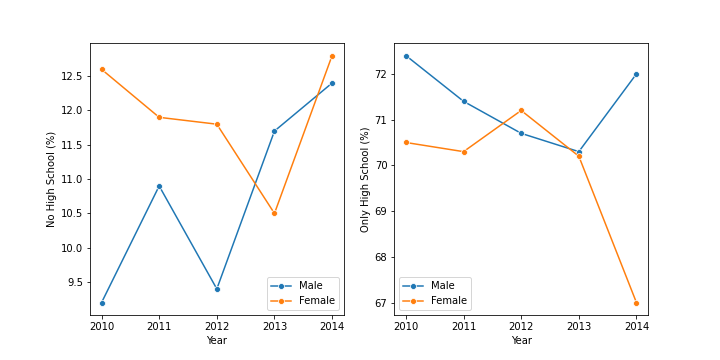 No High School (%)
12.5
12.0
11.5
11.0
10.5
10.0
9.5
2010 2011 2012 2013 2014
Year
Male
Female
Only High School (%)
72
71
70
69
68
67
2010 2011 2012 2013 2014
Year
Male
Female